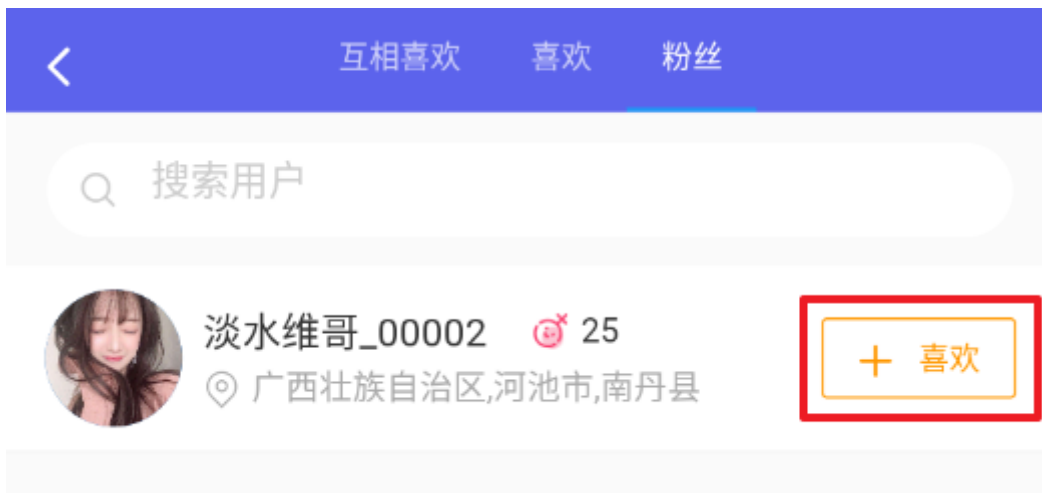 互相喜欢 喜欢 粉丝
搜索用户
淡水维哥_00002 25
广西壮族自治区,河池市,南丹县
+ 喜欢